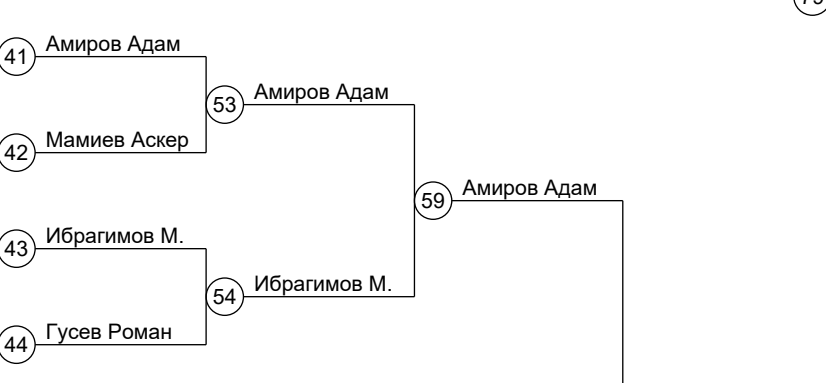 41 Амиров Адам
53 Амиров Адам
42 Мамиев Аскер
59 Амиров Адам
43 Ибрагимов М.
54 Ибрагимов М.
44 Гусев Роман